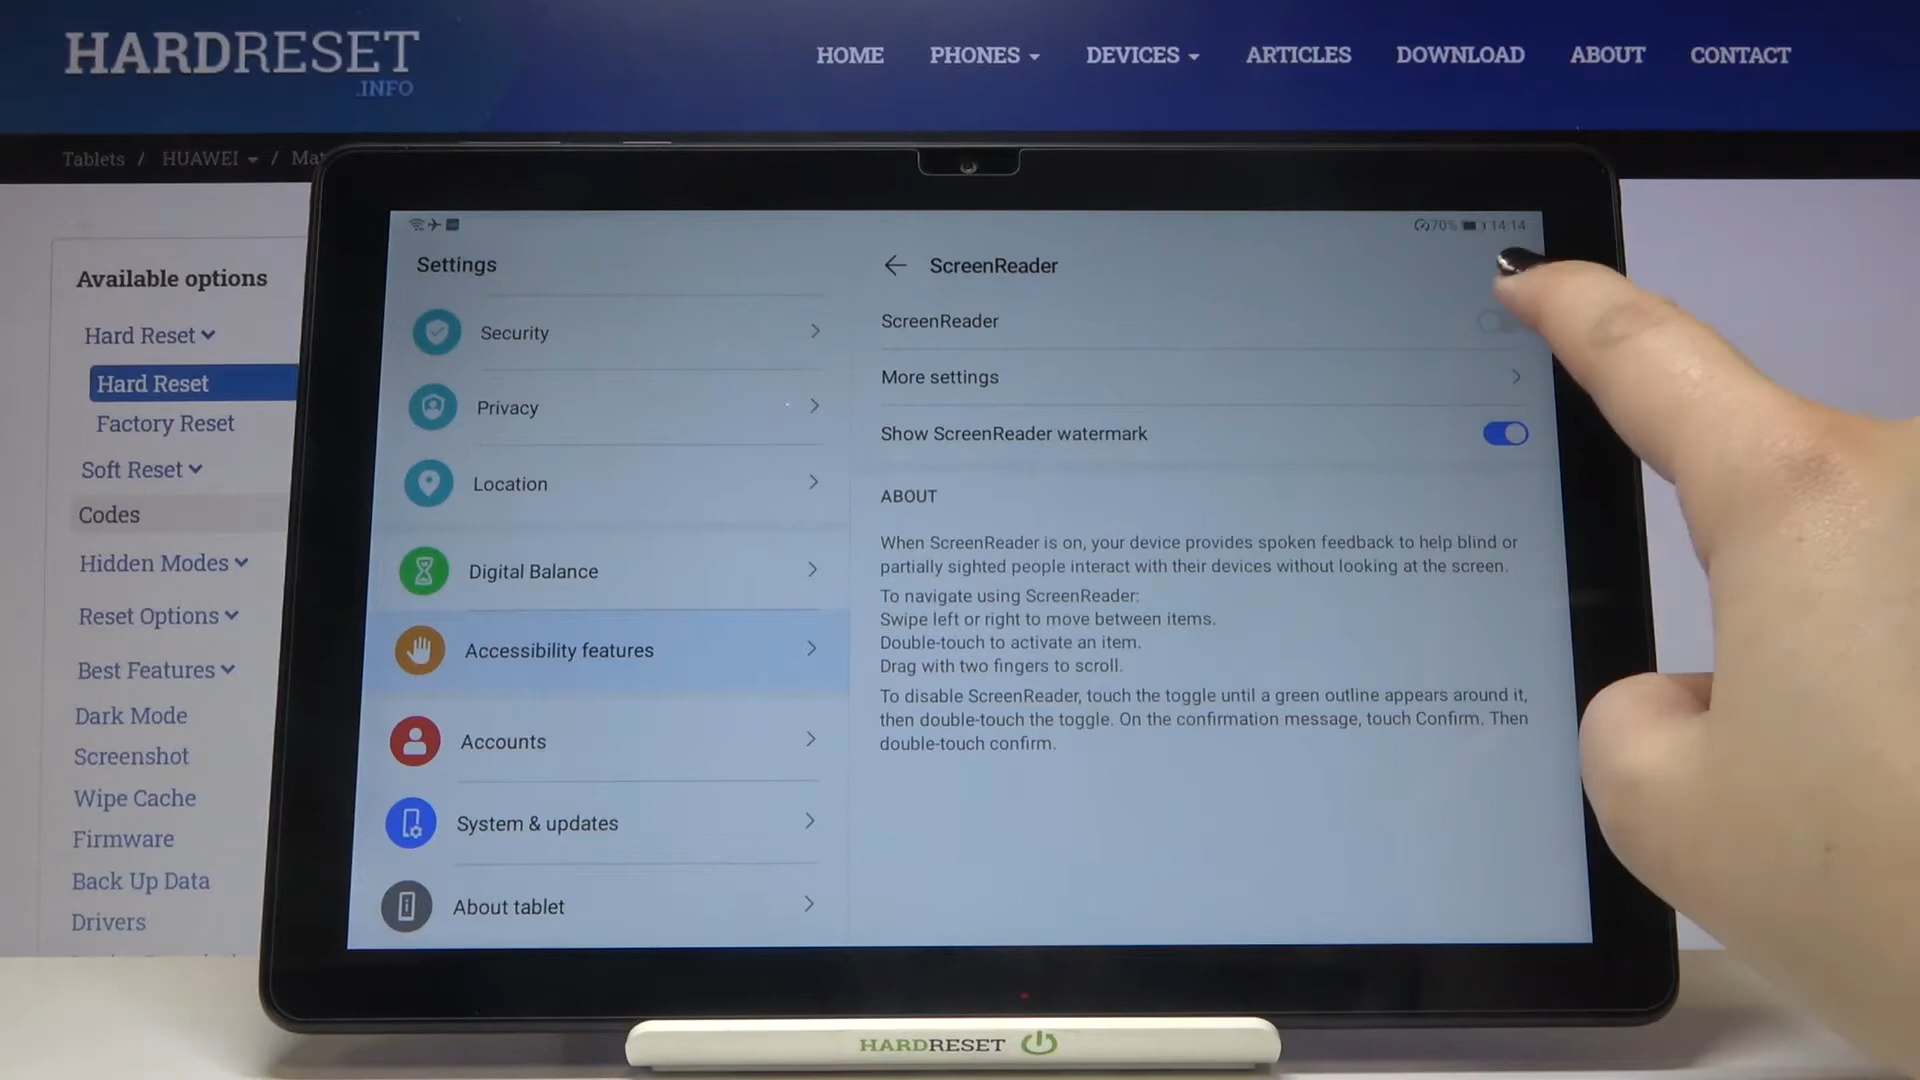 HARDRESET
.INFO
HOME PHONES DEVICES ARTICLES DOWNLOAD ABOUT CONTACT
Tablets / HUAWEI /
Available options
Hard Reset
Hard Reset
Factory Reset
Soft Reset
Codes
Hidden Modes
Reset Options
Best Features
Dark Mode
Screenshot
Wipe Cache
Firmware
Back Up Data
Drivers
70% 14:14
Settings
Security
Privacy
Location
Digital Balance
Accessibility features
Accounts
System & updates
About tablet
ScreenReader
ScreenReader
More settings
Show ScreenReader watermark
ABOUT
When ScreenReader is on, your device provides spoken feedback to help blind or
partially sighted people interact with their devices without looking at the screen.
To navigate using ScreenReader:
Swipe left or right to move between items.
Double-touch to activate an item.
Drag with two fingers to scroll.
To disable ScreenReader, touch the toggle until a green outline appears around it,
then double-touch the toggle. On the confirmation message, touch Confirm. Then
double-touch confirm.
HARDRESET